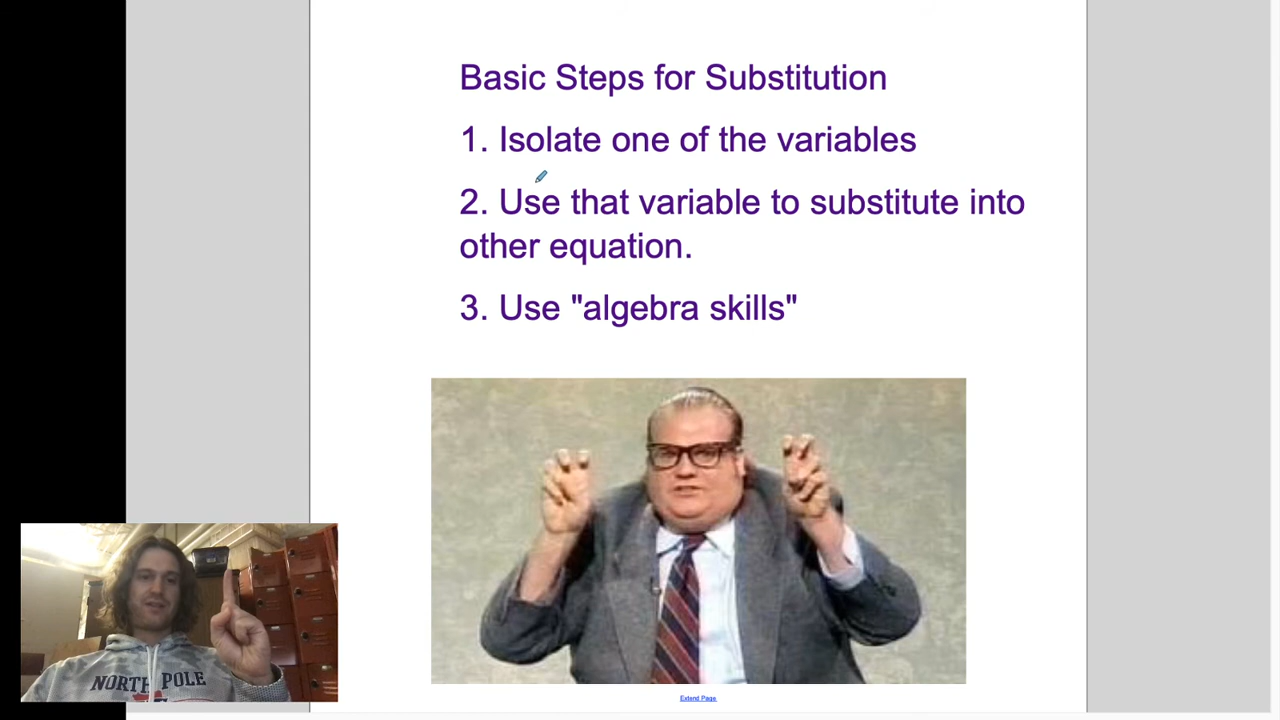 Basic Steps for Substitution
1. Isolate one of the variables
2. Use that variable to substitute into
other equation.
3. Use "algebra skills"
NORTH POLE
Extend Page